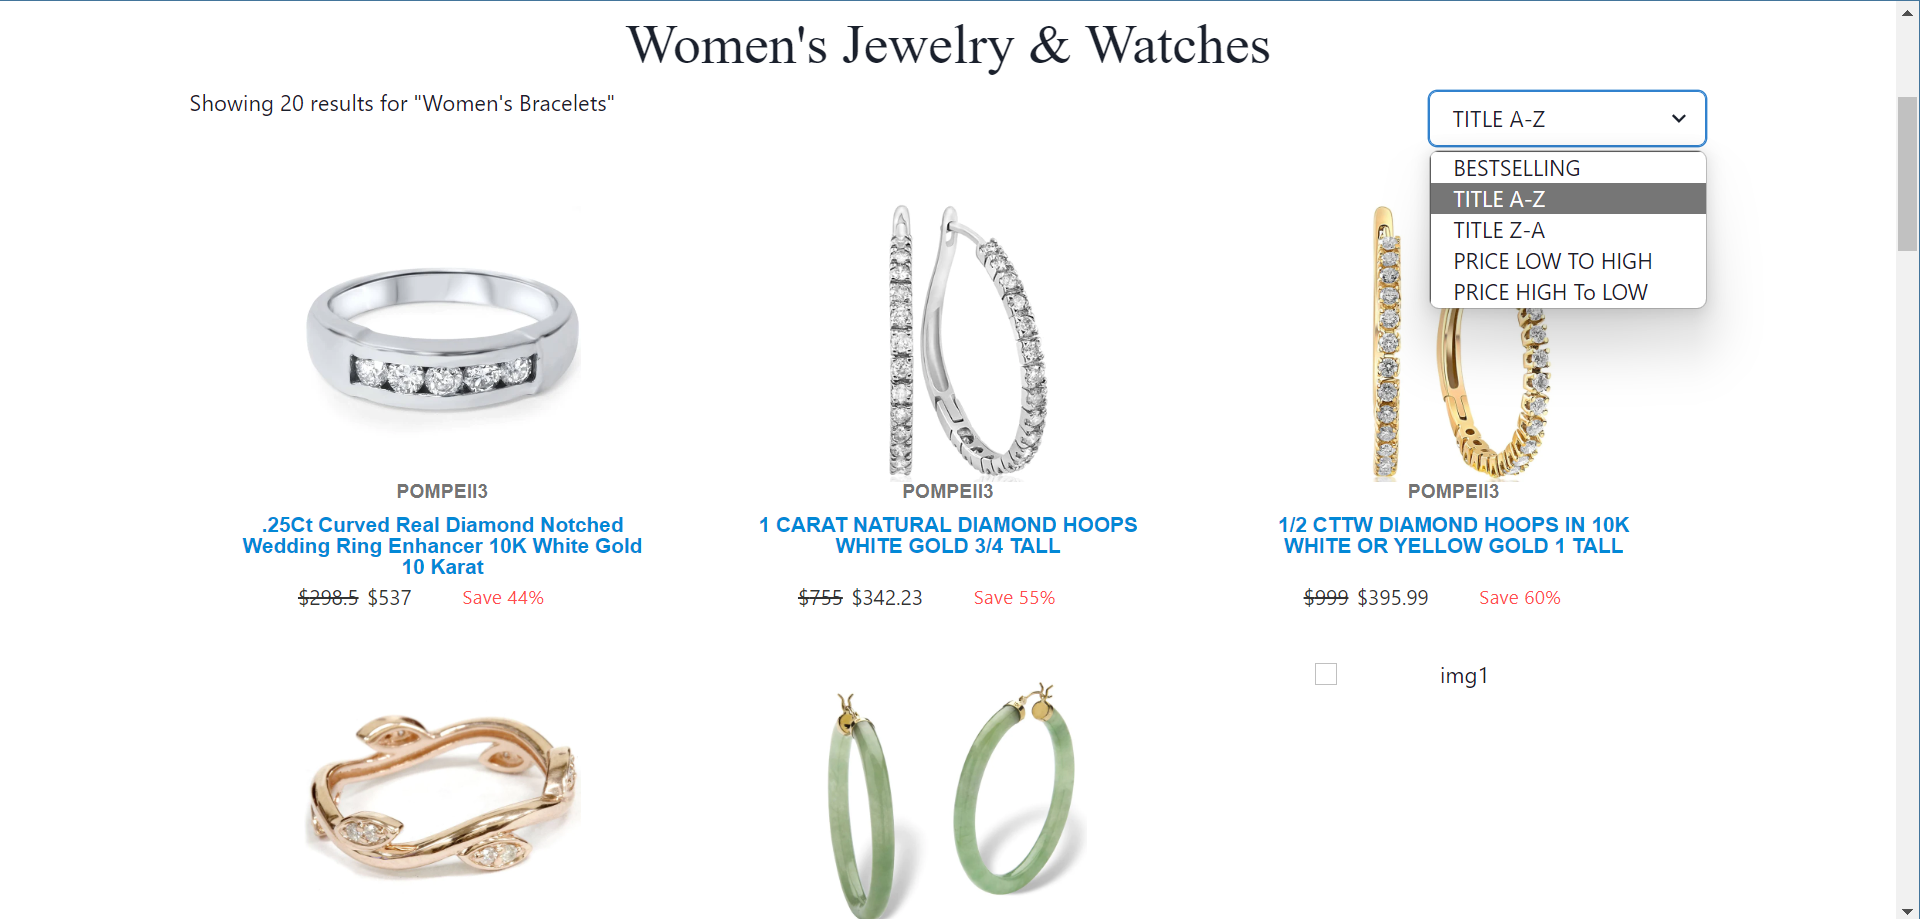 Women's Jewelry & Watches
Showing 20 results for "Women's Bracelets"
TITLE A-Z
BESTSELLING
TITLE A-Z
TITLE Z-A
PRICE LOW TO HIGH
PRICE HIGH To LOW
POMPEII3
.25Ct Curved Real Diamond Notched
Wedding Ring Enhancer 10K White Gold
10 Karat
$298.5 $537 Save 44%
POMPEII3
1 CARAT NATURAL DIAMOND HOOPS
WHITE GOLD 3/4 TALL
$755 $342.23 Save 55%
POMPEII3
1/2 CTTW DIAMOND HOOPS IN 10K
WHITE OR YELLOW GOLD 1 TALL
$999 $395.99 Save 60%
img1